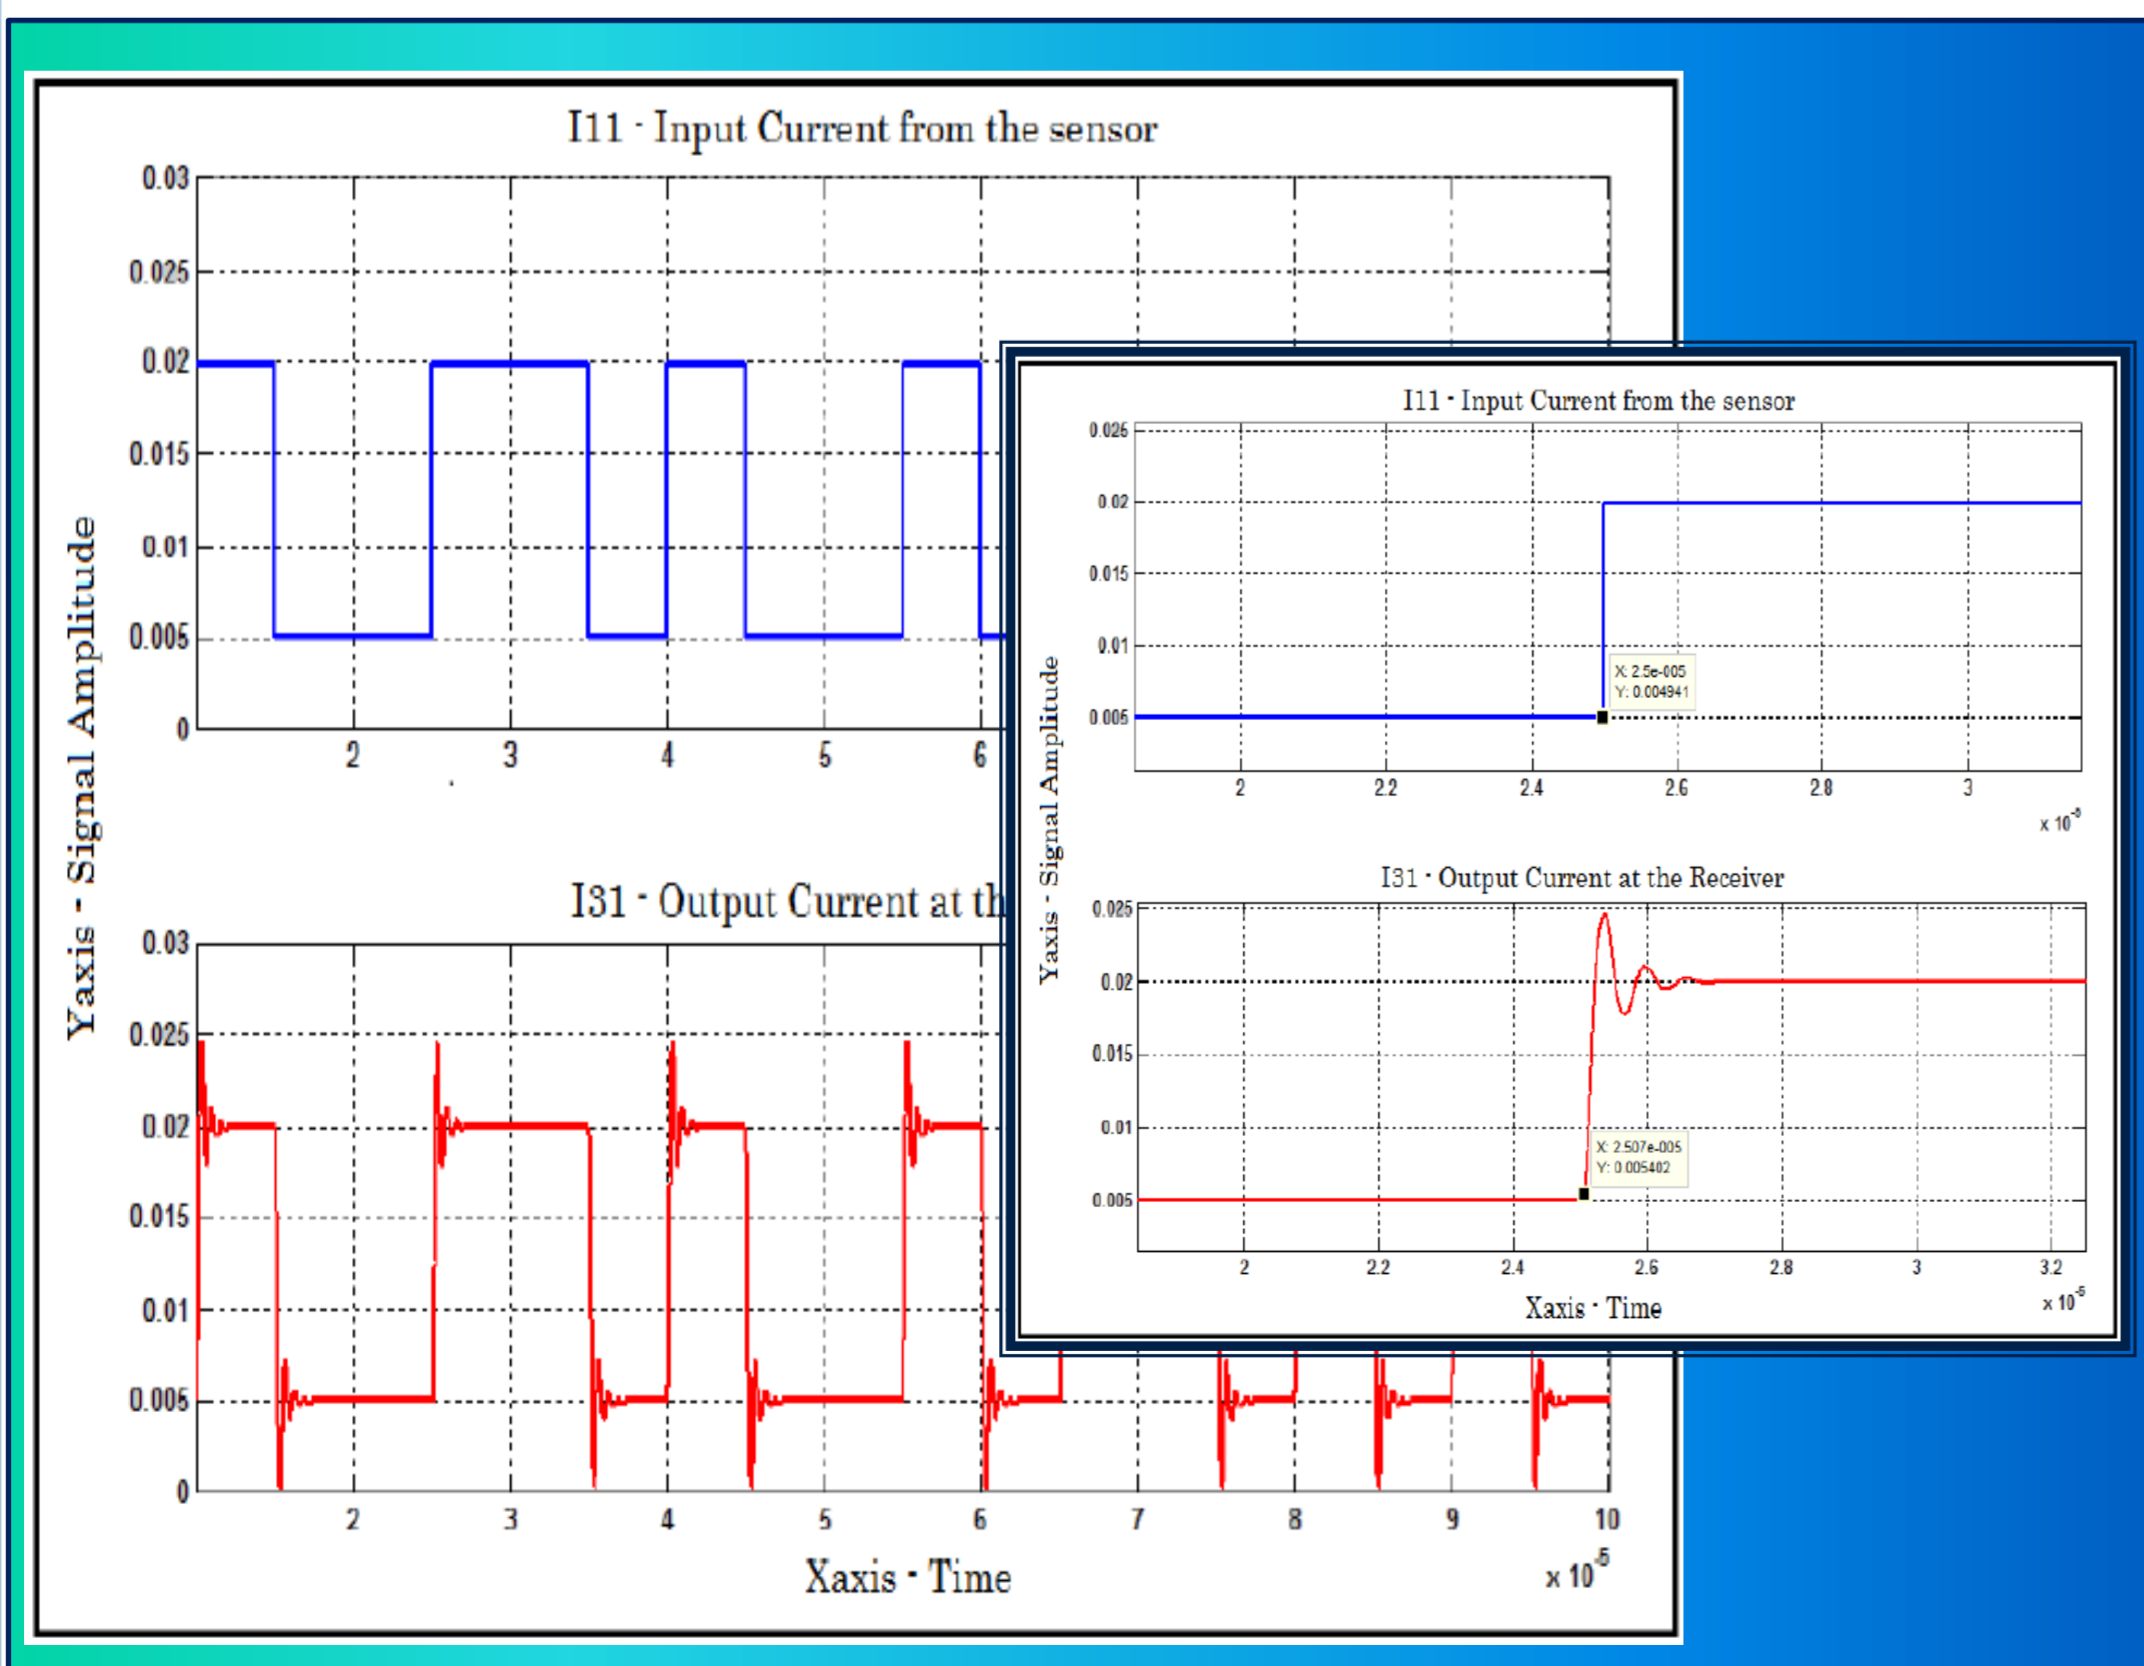 I11 - Input Current from the sensor
0.03
0.025
0.02
0.015
0.01
0.005
0
2 3 4 5 6
Yaxis - Signal Amplitude
I31 - Output Current at th
0.03
0.025
0.02
0.015
0.01
0.005
0
2 3 4 5 6 7 8 9 10
Xaxis - Time
x 10-5
I11 - Input Current from the sensor
0.025
0.02
0.015
0.01
0.005
X: 2.5e-005
Y: 0.004941
2 2.2 2.4 2.6 2.8 3
x 10-5
Yaxis - Signal Amplitude
I31 - Output Current at the Receiver
0.025
0.02
0.015
0.01
0.005
X: 2.507e-005
Y: 0.005402
2 2.2 2.4 2.6 2.8 3 3.2
Xaxis - Time
x 10-5